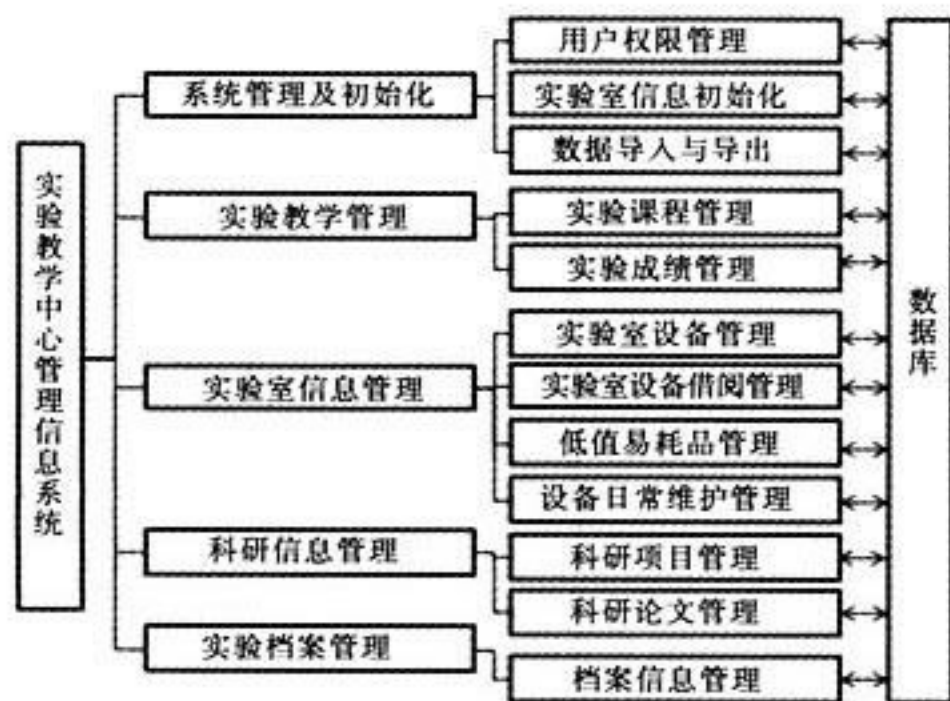 实验教学中心管理信息系统
系统管理及初始化
用户权限管理
实验室信息初始化
数据导入与导出
实验教学管理
实验课程管理
实验成绩管理
实验室信息管理
实验室设备管理
实验室设备借阅管理
低值易耗品管理
设备日常维护管理
科研信息管理
科研项目管理
科研论文管理
实验档案管理
档案信息管理
数据库